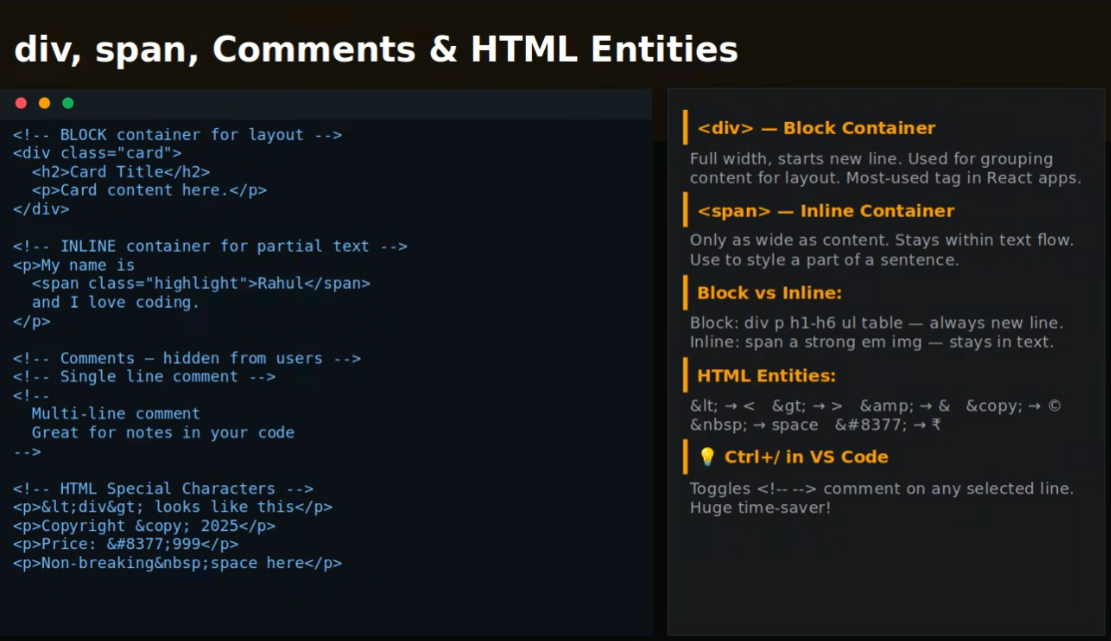 div, span, Comments & HTML Entities
<!-- BLOCK container for layout -->
<div class="card">
  <h2>Card Title</h2>
  <p>Card content here.</p>
</div>

<!-- INLINE container for partial text -->
<p>My name is
  <span class="highlight">Rahul</span>
  and I love coding.
</p>

<!-- Comments — hidden from users -->
<!-- Single line comment -->
<!--
  Multi-line comment
  Great for notes in your code
-->

<!-- HTML Special Characters -->
<p>&lt;div&gt; looks like this</p>
<p>Copyright &copy; 2025</p>
<p>Price: &#8377;999</p>
<p>Non-breaking&nbsp;space here</p>
<div> — Block Container
Full width, starts new line. Used for grouping
content for layout. Most-used tag in React apps.
<span> — Inline Container
Only as wide as content. Stays within text flow.
Use to style a part of a sentence.
Block vs Inline:
Block: div p h1-h6 ul table — always new line.
Inline: span a strong em img — stays in text.
HTML Entities:
&lt; → <   &gt; → >   &amp; → &   &copy; → ©
&nbsp; → space   &#8377; → ₹
💡 Ctrl+/ in VS Code
Toggles <!-- --> comment on any selected line.
Huge time-saver!